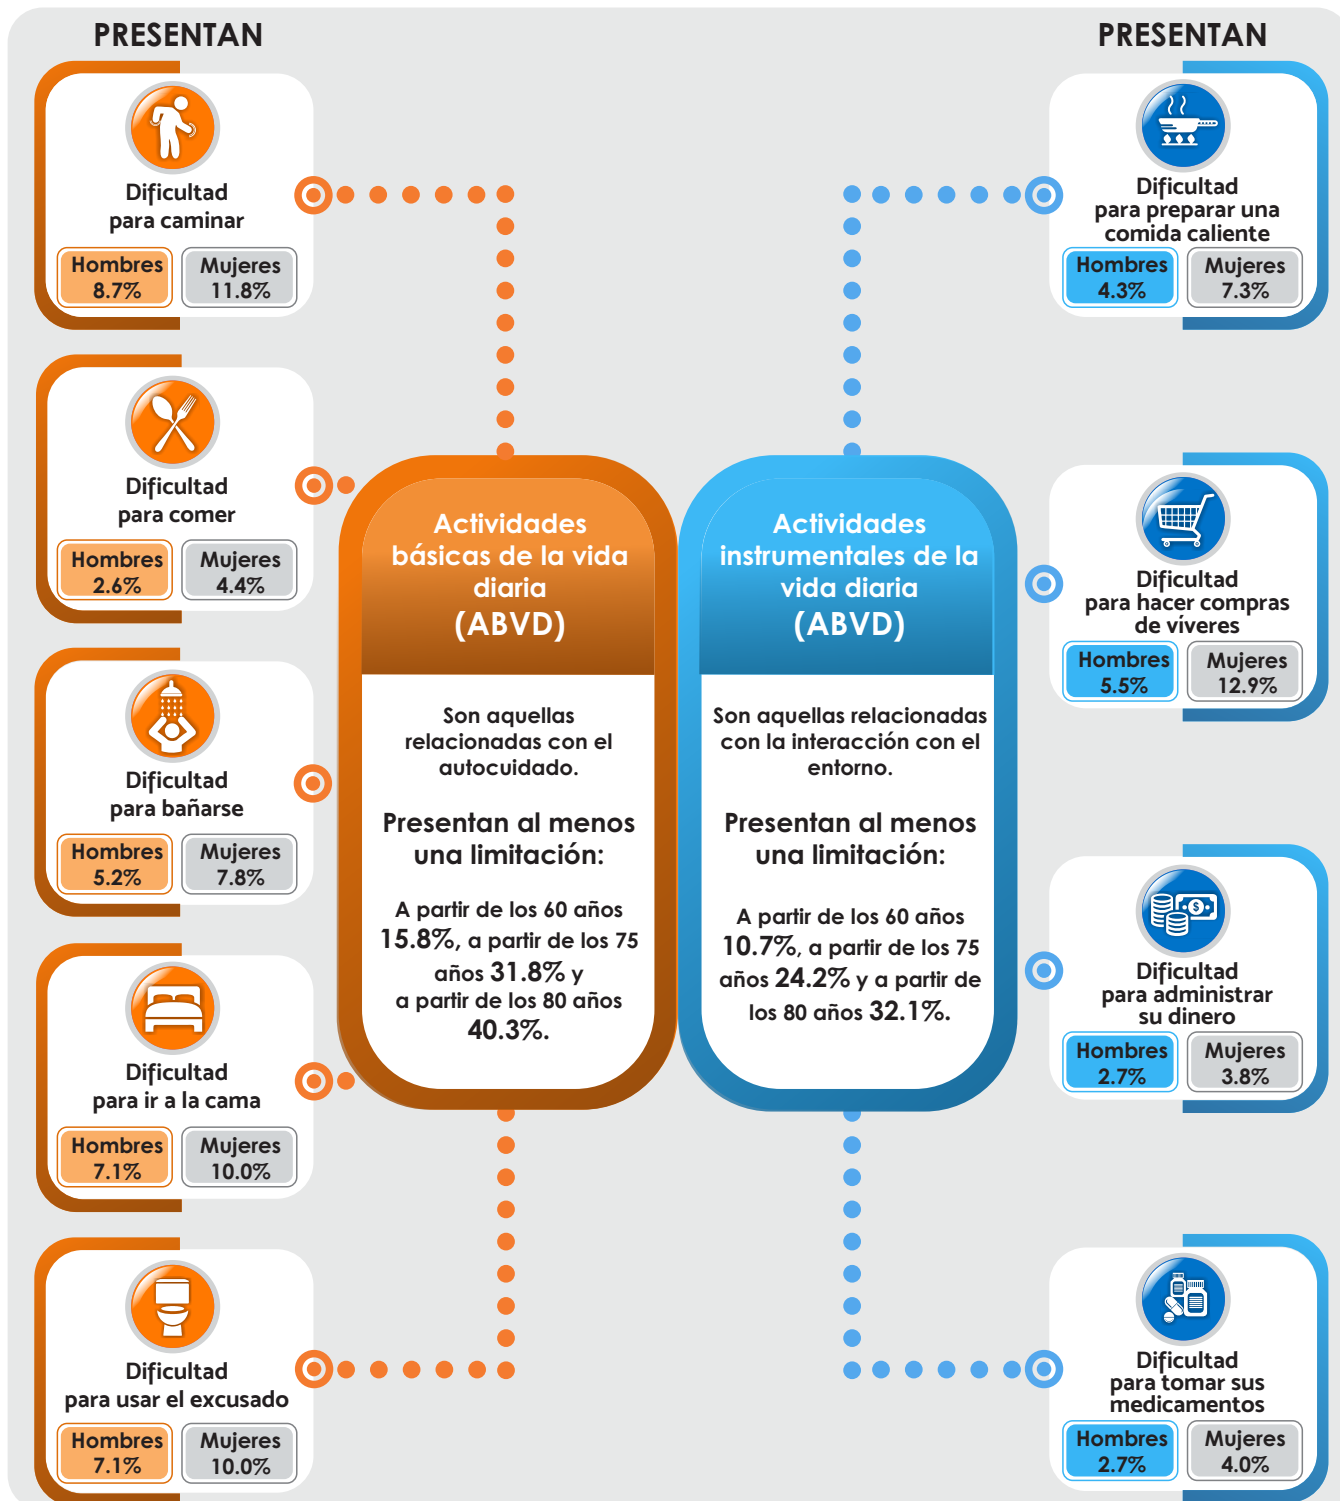 PRESENTAN
Dificultad
para caminar
Hombres
8.7%
Mujeres
11.8%
Dificultad
para comer
Hombres
2.6%
Mujeres
4.4%
Dificultad
para bañarse
Hombres
5.2%
Mujeres
7.8%
Dificultad
para ir a la cama
Hombres
7.1%
Mujeres
10.0%
Dificultad
para usar el excusado
Hombres
7.1%
Mujeres
10.0%
Actividades
básicas de la vida
diaria
(ABVD)
Son aquellas
relacionadas con el
autocuidado.
Presentan al menos
una limitación:
A partir de los 60 años
15.8%, a partir de los 75
años 31.8% y
a partir de los 80 años
40.3%.
Actividades
instrumentales de la
vida diaria
(ABVD)
Son aquellas relacionadas
con la interacción con el
entorno.
Presentan al menos
una limitación:
A partir de los 60 años
10.7%, a partir de los 75
años 24.2% y a partir de
los 80 años 32.1%.
PRESENTAN
Dificultad
para preparar una
comida caliente
Hombres
4.3%
Mujeres
7.3%
Dificultad
para hacer compras
de víveres
Hombres
5.5%
Mujeres
12.9%
Dificultad
para administrar
su dinero
Hombres
2.7%
Mujeres
3.8%
Dificultad
para tomar sus
medicamentos
Hombres
2.7%
Mujeres
4.0%